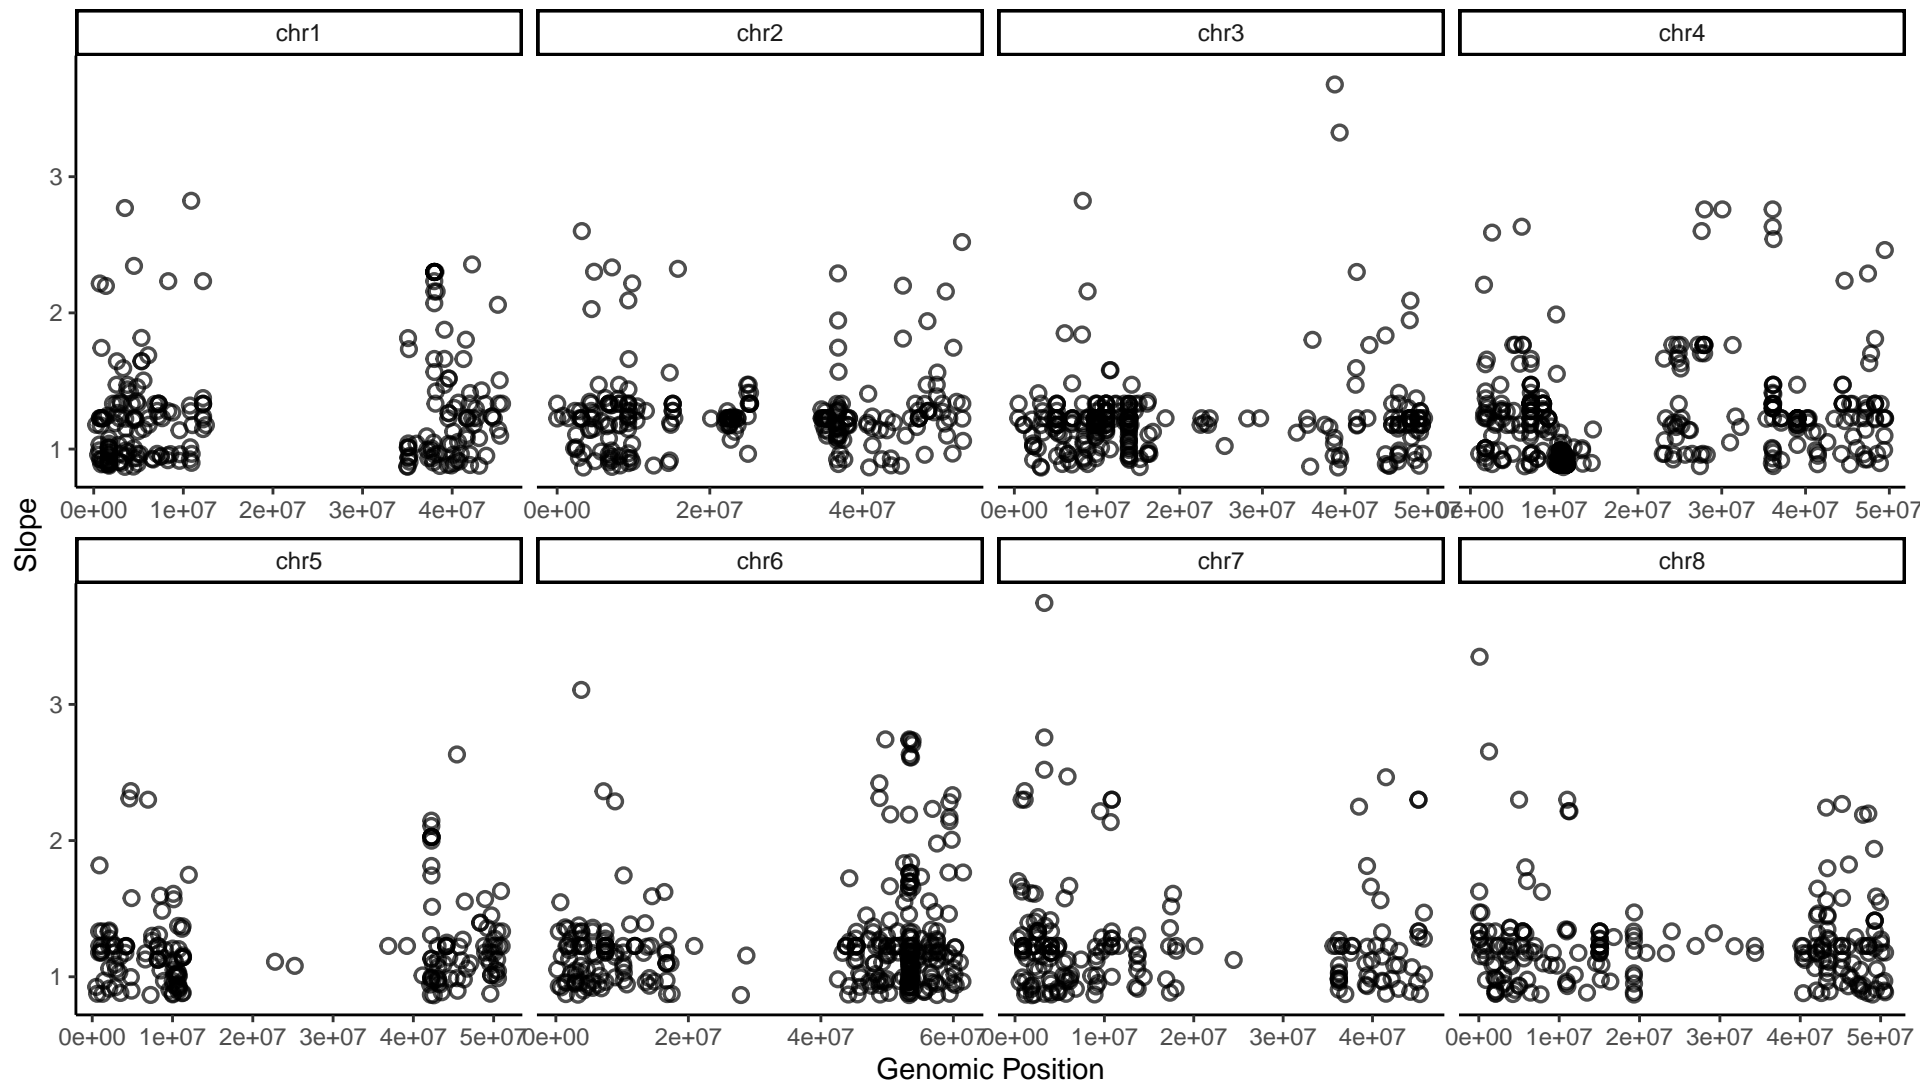 chr1 chr2 chr3 chr4
3
2
1
0e+00 1e+07 2e+07 3e+07 4e+07 0e+00 2e+07 4e+07 0e+00 1e+07 2e+07 3e+07 4e+07 5e+07 0e+00 1e+07 2e+07 3e+07 4e+07 5e+07
Slope
chr5 chr6 chr7 chr8
3
2
1
0e+00 1e+07 2e+07 3e+07 4e+07 5e+07 0e+00 2e+07 4e+07 6e+07 0e+00 1e+07 2e+07 3e+07 4e+07 0e+00 1e+07 2e+07 3e+07 4e+07 5e+07
Genomic Position